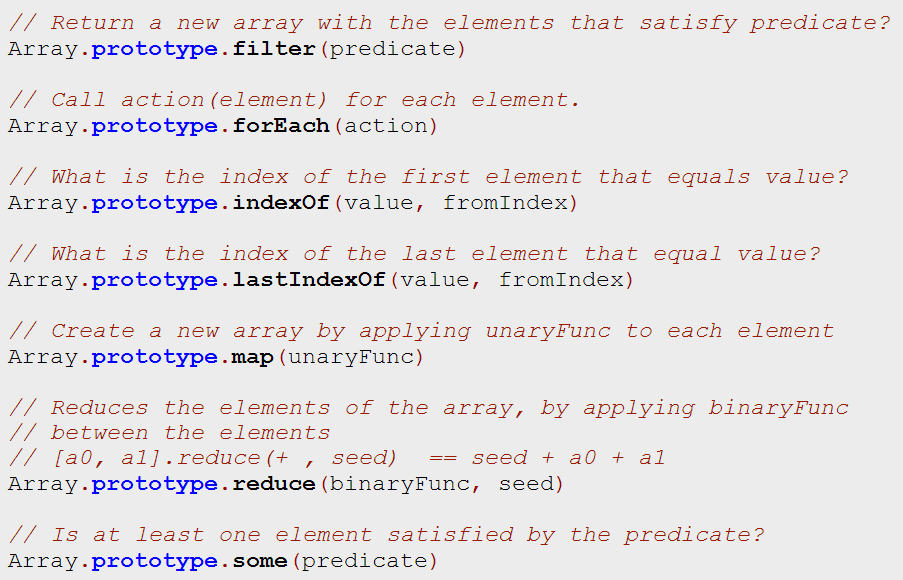 // Return a new array with the elements that satisfy predicate?
Array.prototype.filter(predicate)
// Call action(element) for each element.
Array.prototype.forEach(action)
// What is the index of the first element that equals value?
Array.prototype.indexOf(value, fromIndex)
// What is the index of the last element that equal value?
Array.prototype.lastIndexOf(value, fromIndex)
// Create a new array by applying unaryFunc to each element
Array.prototype.map(unaryFunc)
// Reduces the elements of the array, by applying binaryFunc
// between the elements
// [a0, a1].reduce(+ , seed)  == seed + a0 + a1
Array.prototype.reduce(binaryFunc, seed)
// Is at least one element satisfied by the predicate?
Array.prototype.some(predicate)